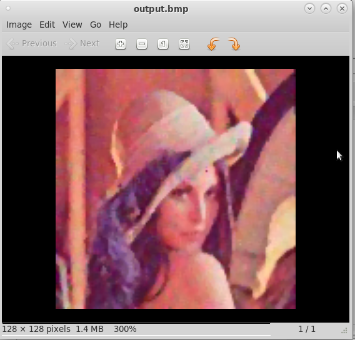 output.bmp
Image Edit View Go Help
Previous Next
128 × 128 pixels 1.4 MB 300% 1 / 1